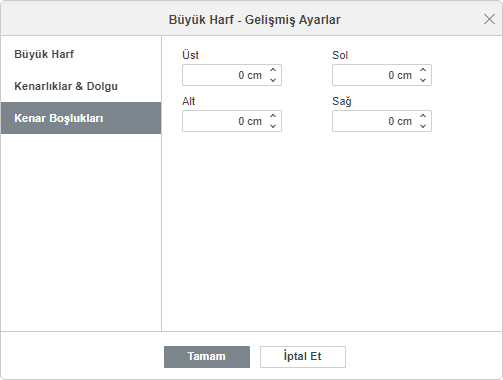 Büyük Harf - Gelişmiş Ayarlar
Büyük Harf
Kenarlıklar & Dolgu
Kenar Boşlukları
Üst
Sol
0 cm
0 cm
Alt
Sağ
0 cm
0 cm
Tamam
İptal Et